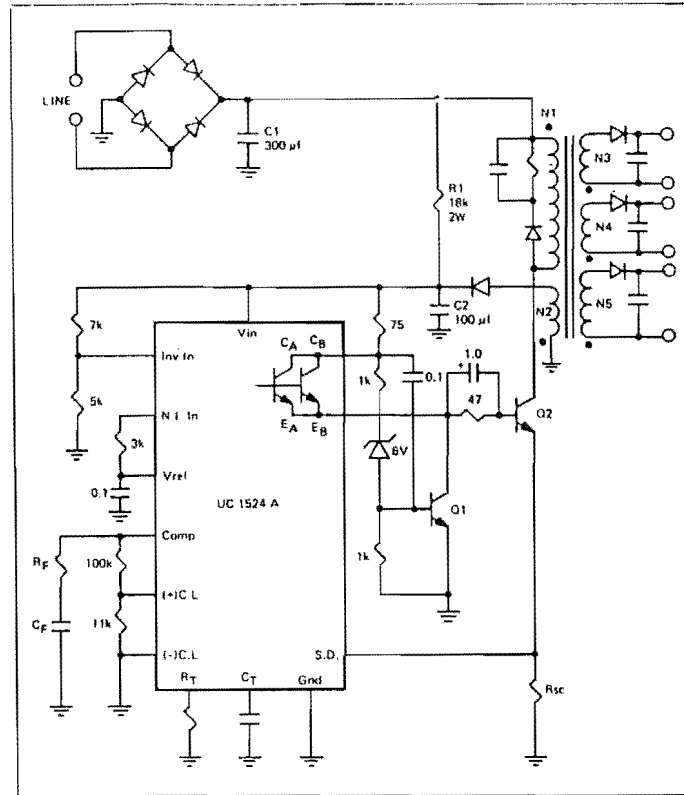 LINE
C1
300 µf
R1
18k
2W
N1
N3
N4
N5
N2
C2
100 µf
7k
75
Vin
CA CB
Inv In
1k
0.1
1.0
+
5k
N.I. In
EA EB
47
Q2
3k
6V
Vref
0.1
UC 1524 A
Q1
Comp
RF
100k
1k
(+)C.L
CF
11k
(-)C.L
S.D.
RT
CT
Gnd
Rsc